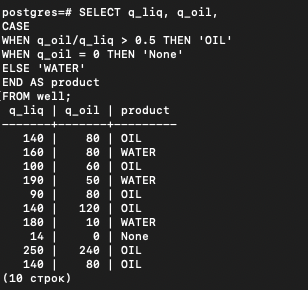 postgres=# SELECT q_liq, q_oil,
CASE
WHEN q_oil/q_liq > 0.5 THEN 'OIL'
WHEN q_oil = 0 THEN 'None'
ELSE 'WATER'
END AS product
FROM well;
 q_liq | q_oil | product
-------+-------+---------
   140 |    80 | OIL
   160 |    80 | WATER
   100 |    60 | OIL
   190 |    50 | WATER
    90 |    80 | OIL
   140 |   120 | OIL
   180 |    10 | WATER
    14 |     0 | None
   250 |   240 | OIL
   140 |    80 | OIL
(10 строк)